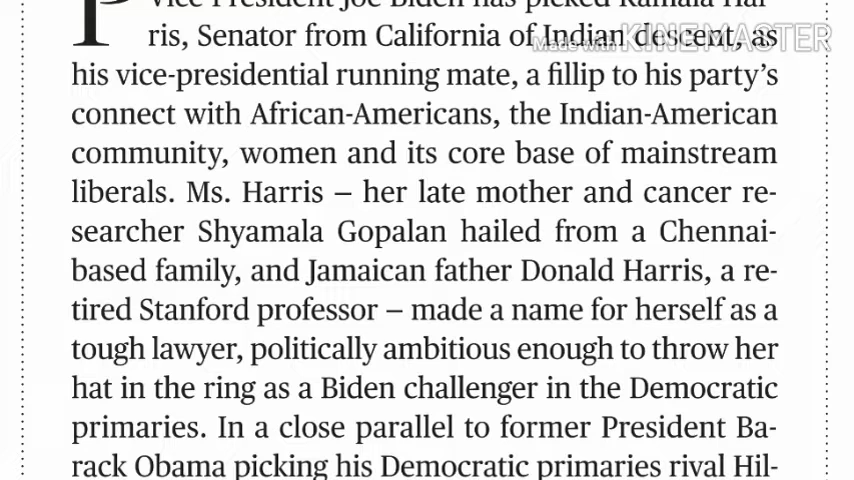 P
Vice President Joe Biden has picked Kamala Har-
ris, Senator from California of Indian descent, as
Made with KINEMASTER
his vice-presidential running mate, a fillip to his party’s
connect with African-Americans, the Indian-American
community, women and its core base of mainstream
liberals. Ms. Harris – her late mother and cancer re-
searcher Shyamala Gopalan hailed from a Chennai-
based family, and Jamaican father Donald Harris, a re-
tired Stanford professor – made a name for herself as a
tough lawyer, politically ambitious enough to throw her
hat in the ring as a Biden challenger in the Democratic
primaries. In a close parallel to former President Ba-
rack Obama picking his Democratic primaries rival Hil-